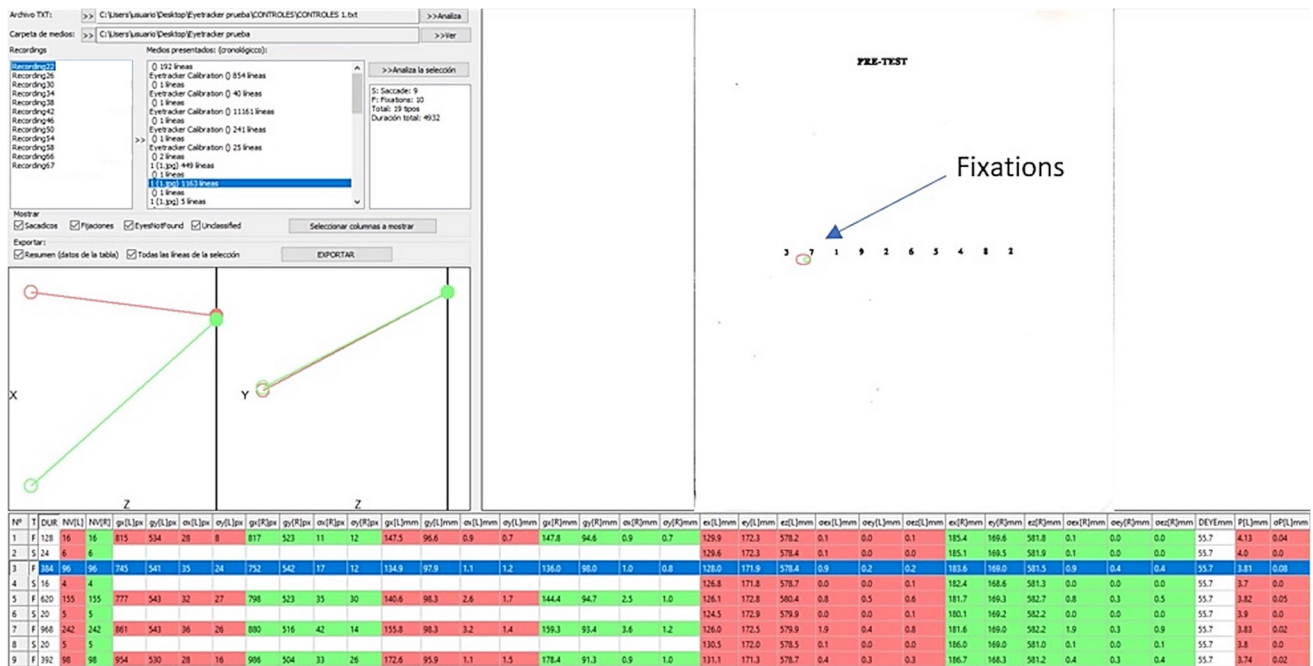 Archivo TXT: >> C:\Users\usuario\Desktop\Eyetracker prueba\CONTROLES\CONTROLES 1.txt >>Analiza
Carpeta de medios: >> C:\Users\usuario\Desktop\Eyetracker prueba >>Ver
Recordings
Recording22
Recording26
Recording30
Recording34
Recording38
Recording42
Recording46
Recording50
Recording54
Recording58
Recording66
Recording67
>>
Medios presentados: (cronológicco):
() 192 líneas
Eyetracker Calibration () 854 líneas
() 1 líneas
Eyetracker Calibration () 40 líneas
() 1 líneas
Eyetracker Calibration () 11161 líneas
() 1 líneas
Eyetracker Calibration () 241 líneas
() 1 líneas
Eyetracker Calibration () 25 líneas
() 2 líneas
1 (1.jpg) 449 líneas
() 1 líneas
1 (1.jpg) 1163 líneas
() 1 líneas
1 (1.jpg) 5 líneas
>>Analiza la selección
S: Saccade: 9
F: Fixations: 10
Total: 19 tipos
Duración total: 4932
Mostrar
Sacadicos Fijaciones EyesNotFound Unclassified Seleccionar columnas a mostrar
Exportar:
Resumen (datos de la tabla) Todas las líneas de la selección EXPORTAR
X Z Y Z
PRE-TEST
Fixations
3 7 1 9 2 6 5 4 8 2
Nº T DUR NV[L] NV[R] gx[L]px gy[L]px σx[L]px σy[L]px gx[R]px gy[R]px σx[R]px σy[R]px gx[L]mm gy[L]mm σx[L]mm σy[L]mm gx[R]mm gy[R]mm σx[R]mm σy[R]mm ex[L]mm ey[L]mm ez[L]mm σex[L]mm σey[L]mm σez[L]mm ex[R]mm ey[R]mm ez[R]mm σex[R]mm σey[R]mm σez[R]mm DEYEmm P[L]mm σP[L]mm
1 F 128 16 16 815 534 28 8 817 523 11 12 147.5 96.6 0.9 0.7 147.8 94.6 0.9 0.7 129.9 172.3 578.2 0.1 0.0 0.1 185.4 169.6 581.8 0.1 0.0 0.0 55.7 4.13 0.04
2 S 24 6 6 129.6 172.3 578.4 0.1 0.0 0.1 185.1 169.5 581.9 0.1 0.0 0.0 55.7 4.0 0.0
3 F 384 96 96 745 541 35 24 752 542 17 32 134.9 97.9 1.1 1.2 136.0 98.0 1.0 0.8 128.0 171.9 578.4 0.9 0.2 0.2 183.6 169.0 581.5 0.9 0.4 0.4 55.7 3.81 0.08
4 S 16 4 4 126.8 171.8 578.7 0.0 0.0 0.1 182.4 168.6 581.3 0.0 0.0 0.0 55.7 3.7 0.0
5 F 620 155 155 777 543 32 27 798 523 35 30 140.6 98.3 2.6 1.7 144.4 94.7 2.5 1.0 126.1 172.8 580.4 0.8 0.5 0.6 181.7 169.3 582.7 0.8 0.3 0.5 55.7 3.82 0.05
6 S 20 5 5 124.5 172.9 579.9 0.0 0.0 0.1 180.1 169.2 582.2 0.0 0.0 0.0 55.7 3.9 0.0
7 F 968 242 242 861 543 36 26 880 516 42 14 155.8 98.3 3.2 1.4 159.3 93.4 3.6 1.2 126.0 172.5 579.9 1.9 0.4 0.8 181.6 169.0 582.2 1.9 0.3 0.9 55.7 3.83 0.02
8 S 20 5 5 130.5 172.0 578.5 0.1 0.0 0.0 186.0 169.0 581.0 0.1 0.0 0.1 55.7 3.8 0.0
9 F 392 98 98 954 530 28 16 986 504 33 26 172.6 95.9 1.1 1.5 178.4 91.3 0.9 1.0 131.1 171.3 578.7 0.4 0.3 0.3 186.7 168.3 581.2 0.4 0.3 0.4 55.7 3.74 0.02